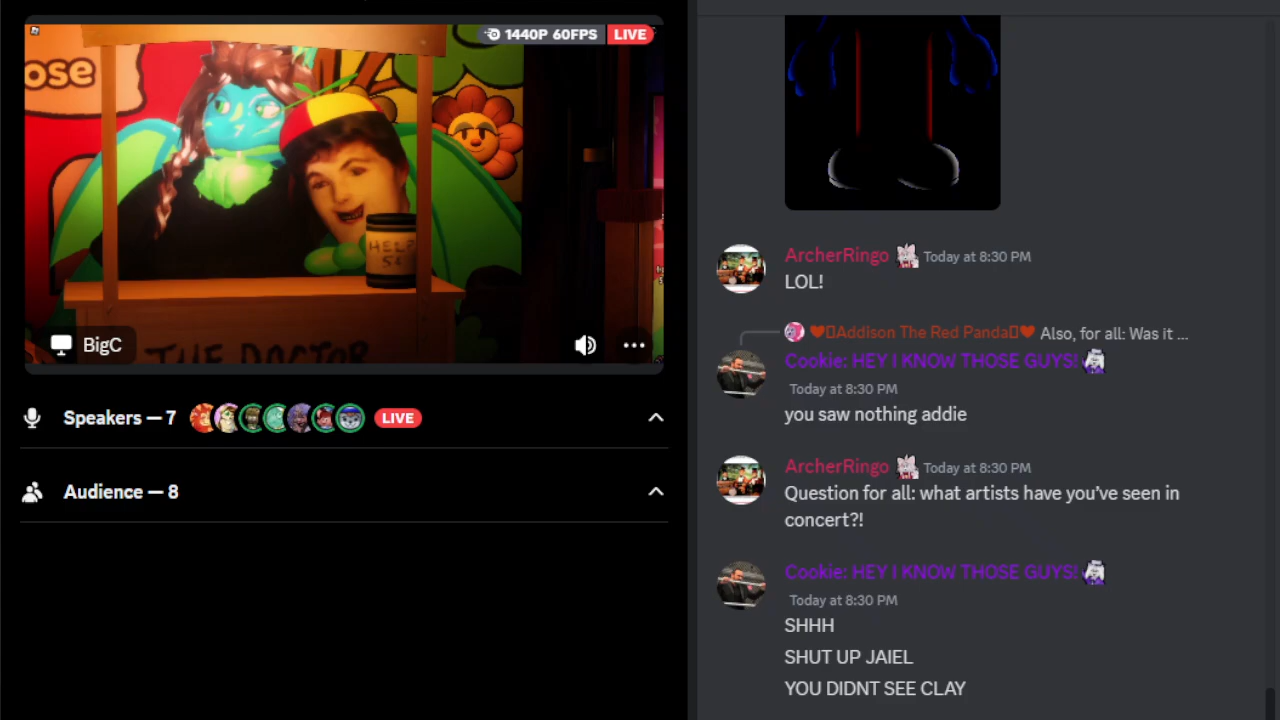 ose
1440P 60FPS
LIVE
HELP
5¢
THE DOCTOR
BigC
Speakers — 7
LIVE
Audience — 8
ArcherRingo
Today at 8:30 PM
LOL!
Addison The Red Panda
Also, for all: Was it ...
Cookie: HEY I KNOW THOSE GUYS!
Today at 8:30 PM
you saw nothing addie
ArcherRingo
Today at 8:30 PM
Question for all: what artists have you’ve seen in
concert?!
Cookie: HEY I KNOW THOSE GUYS!
Today at 8:30 PM
SHHH
SHUT UP JAIEL
YOU DIDNT SEE CLAY